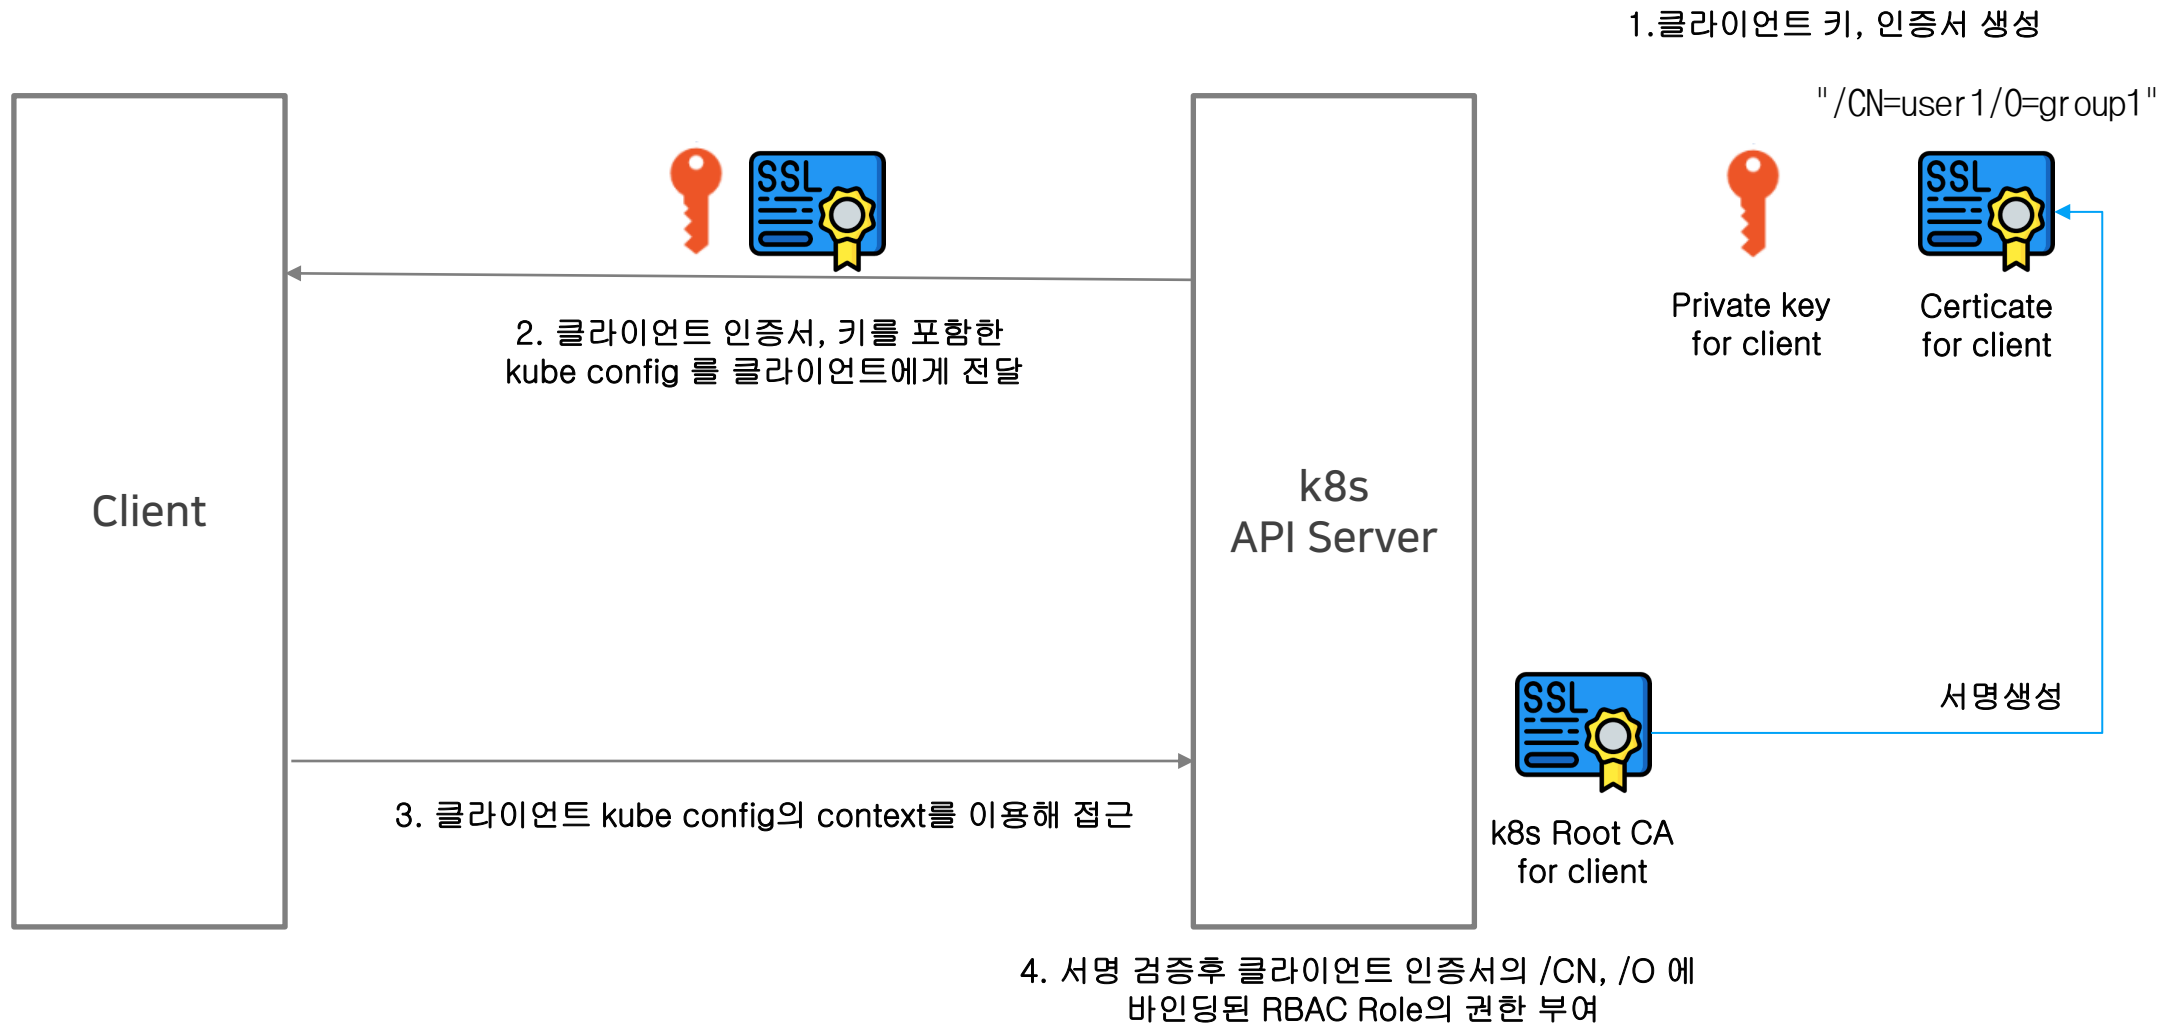 1.클라이언트 키, 인증서 생성
"/CN=user1/O=group1"
SSL
SSL
Private key
for client
Certicate
for client
2. 클라이언트 인증서, 키를 포함한
kube config 를 클라이언트에게 전달
Client
k8s
API Server
서명생성
SSL
3. 클라이언트 kube config의 context를 이용해 접근
k8s Root CA
for client
4. 서명 검증후 클라이언트 인증서의 /CN, /O 에
바인딩된 RBAC Role의 권한 부여